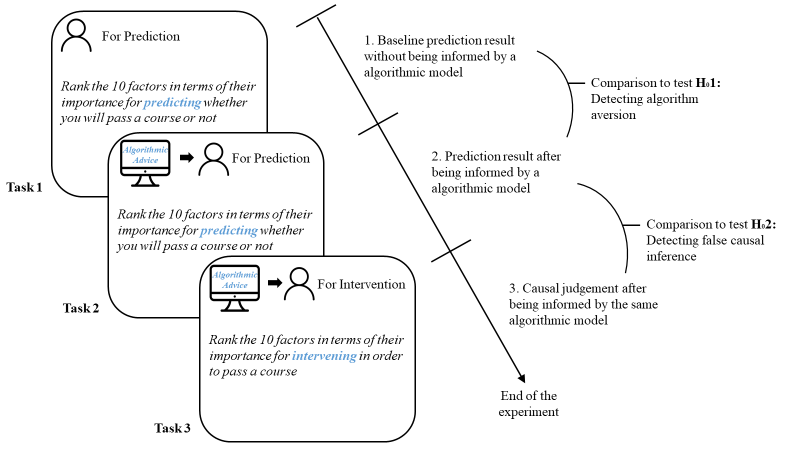 For Prediction
Rank the 10 factors in terms of their
importance for predicting whether
you will pass a course or not
Task 1
Algorithmic
Advice
For Prediction
Rank the 10 factors in terms of their
importance for predicting whether
you will pass a course or not
Task 2
Algorithmic
Advice
For Intervention
Rank the 10 factors in terms of their
importance for intervening in order
to pass a course
Task 3
1. Baseline prediction result
without being informed by a
algorithmic model
2. Prediction result after
being informed by a
algorithmic model
3. Causal judgement after
being informed by the same
algorithmic model
End of the
experiment
Comparison to test H₀1:
Detecting algorithm
aversion
Comparison to test H₀2:
Detecting false causal
inference